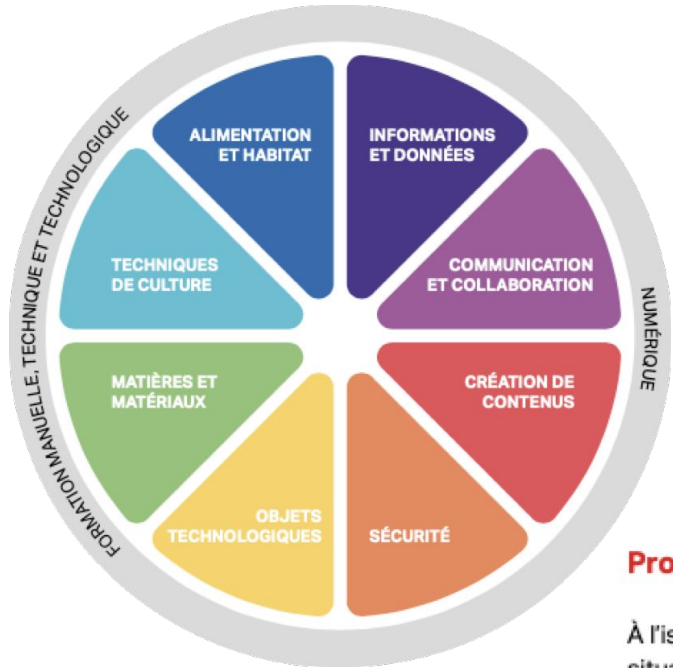 ALIMENTATION
ET HABITAT
INFORMATIONS
ET DONNÉES
TECHNIQUES
DE CULTURE
COMMUNICATION
ET COLLABORATION
MATIÈRES ET
MATÉRIAUX
CRÉATION DE
CONTENUS
OBJETS
TECHNOLOGIQUES
SÉCURITÉ
FORMATION MANUELLE, TECHNIQUE ET TECHNOLOGIQUE
NUMÉRIQUE
Pro
À l'is